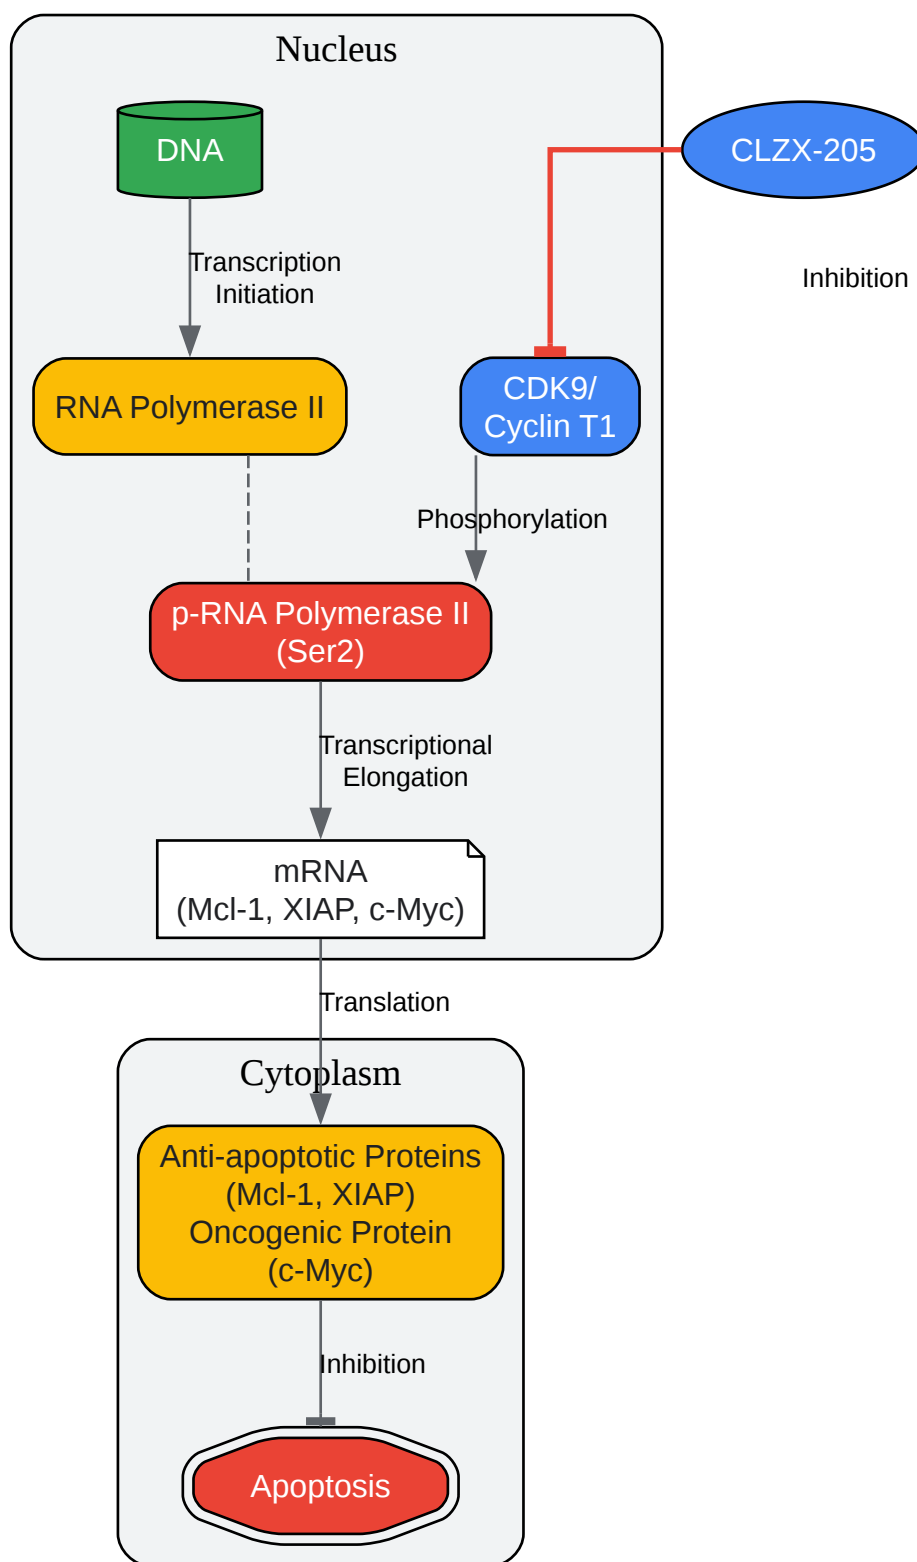 Nucleus
DNA
CLZX-205
Transcription
Initiation
Inhibition
RNA Polymerase II
CDK9/
Cyclin T1
Phosphorylation
p-RNA Polymerase II
(Ser2)
Transcriptional
Elongation
mRNA
(Mcl-1, XIAP, c-Myc)
Translation
Cytoplasm
Anti-apoptotic Proteins
(Mcl-1, XIAP)
Oncogenic Protein
(c-Myc)
Inhibition
Apoptosis